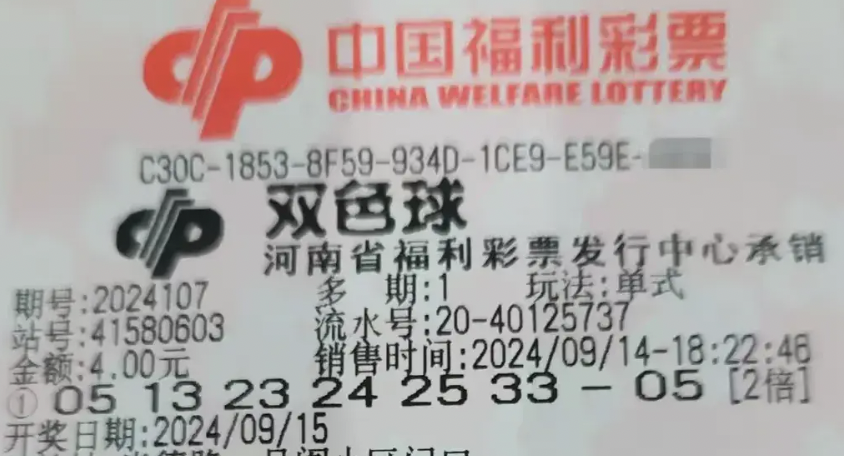 中国福利彩票
CHINA WELFARE LOTTERY
C30C-1853-8F59-934D-1CE9-E59E-
双色球
河南省福利彩票发行中心承销
期号:2024107 多 期:1 玩法:单式
站号:41580603 流水号:20-40125737
金额:4.00元 销售时间:2024/09/14-18:22:46
① 05 13 23 24 25 33 - 05 [2倍]
开奖日期:2024/09/15